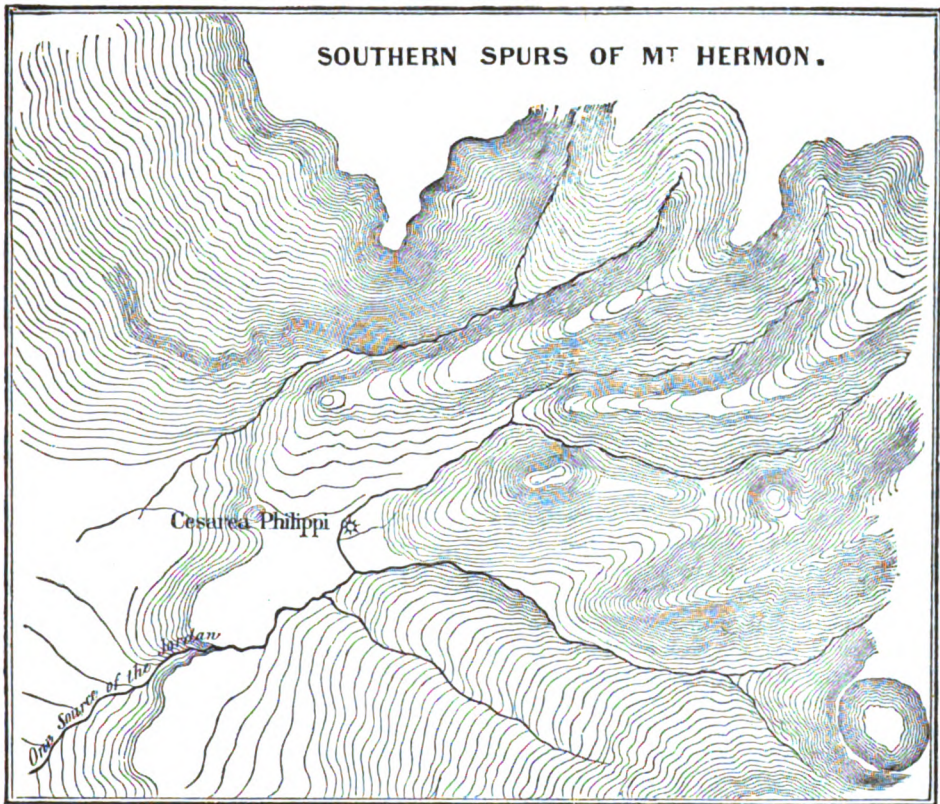 SOUTHERN SPURS OF MT HERMON.
Cesarea Philippi
One Source of the Jordan